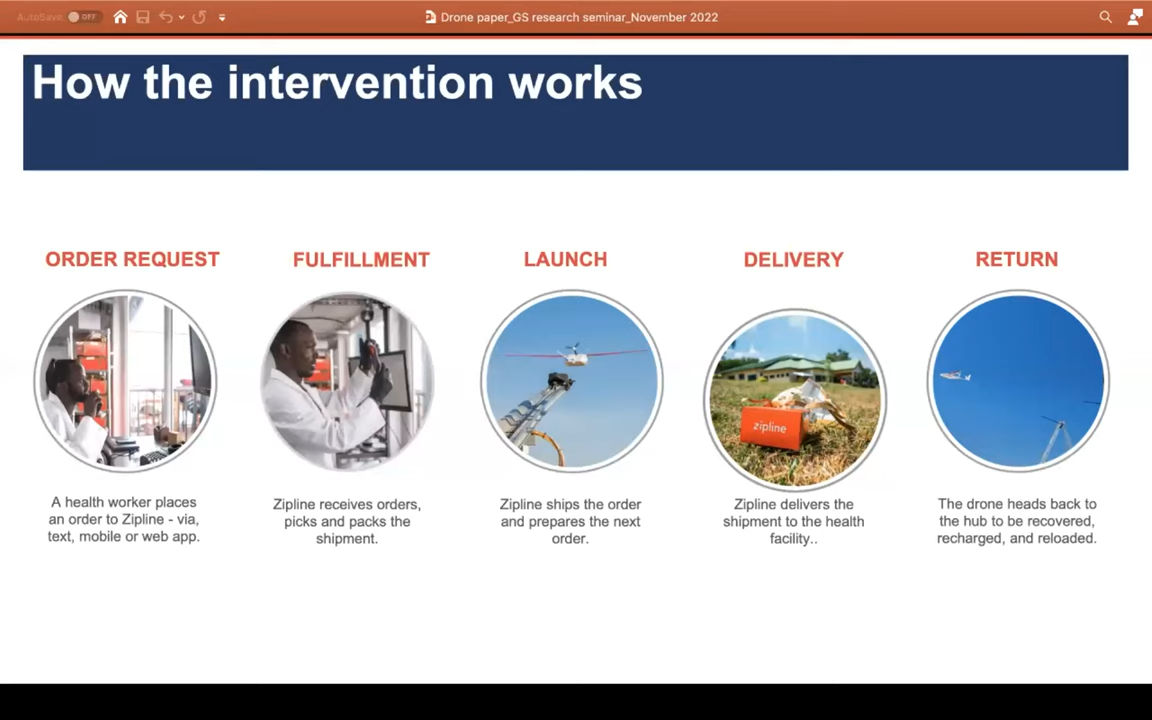 AutoSave OFF
Drone paper_GS research seminar_November 2022
How the intervention works
ORDER REQUEST
A health worker places
an order to Zipline - via,
text, mobile or web app.
FULFILLMENT
Zipline receives orders,
picks and packs the
shipment.
LAUNCH
Zipline ships the order
and prepares the next
order.
DELIVERY
zipline
Zipline delivers the
shipment to the health
facility..
RETURN
The drone heads back to
the hub to be recovered,
recharged, and reloaded.